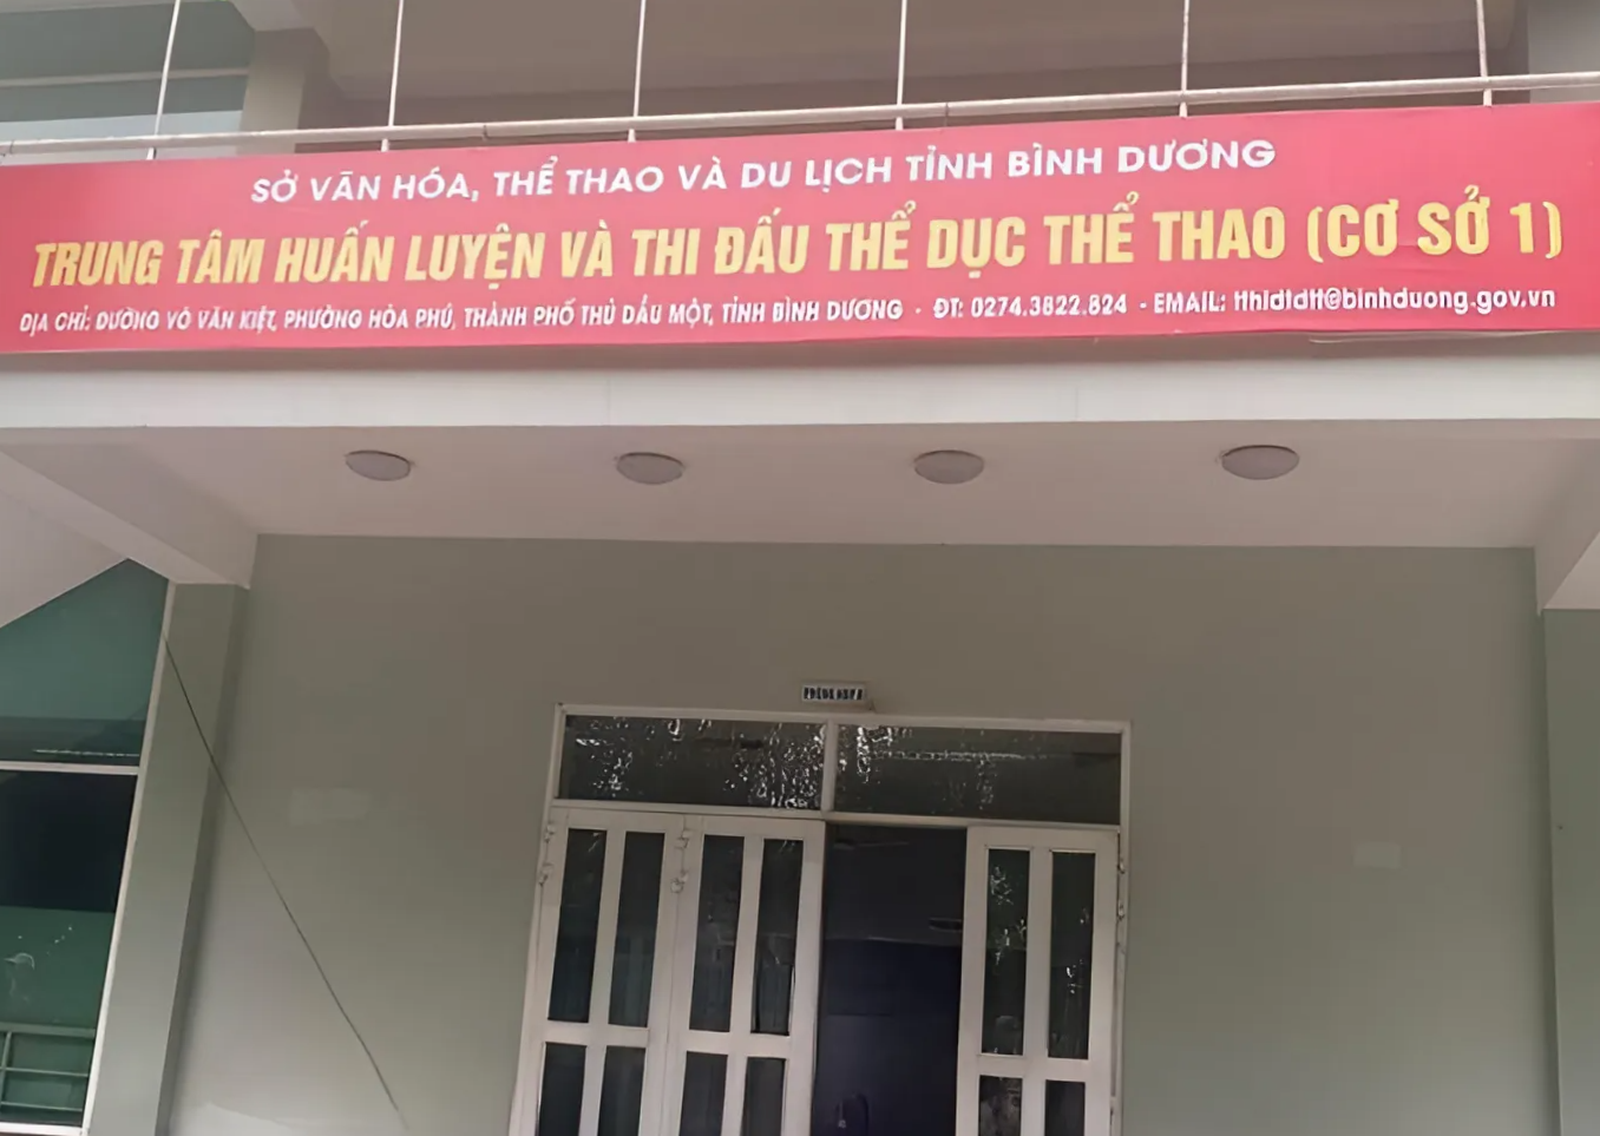 SỞ VĂN HÓA, THỂ THAO VÀ DU LỊCH TỈNH BÌNH DƯƠNG
TRUNG TÂM HUẤN LUYỆN VÀ THI ĐẤU THỂ DỤC THỂ THAO (CƠ SỞ 1)
ĐỊA CHỈ: ĐƯỜNG VÕ VĂN KIỆT, PHƯỜNG HÒA PHÚ, THÀNH PHỐ THỦ DẦU MỘT, TỈNH BÌNH DƯƠNG - ĐT: 0274.3822.824 - EMAIL: tthldtdtt@binhduong.gov.vn